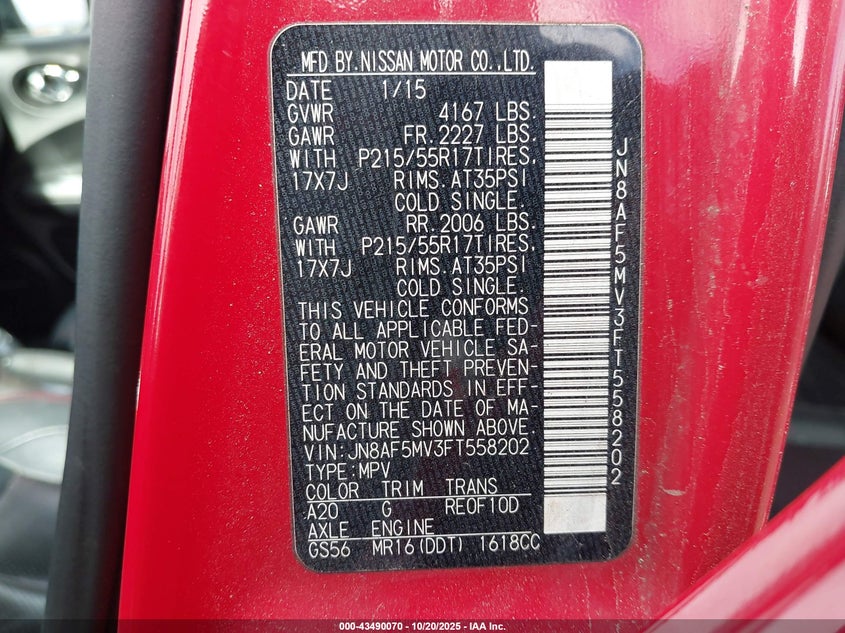 MFD BY.NISSAN MOTOR CO.,LTD.
DATE 1/15
GVWR 4167 LBS.
GAWR FR. 2227 LBS.
WITH P215/55R17TIRES,
17X7J RIMS. AT35PSI
COLD SINGLE.
GAWR RR. 2006 LBS.
WITH P215/55R17TIRES,
17X7J RIMS. AT35PSI
COLD SINGLE.
THIS VEHICLE CONFORMS
TO ALL APPLICABLE FED-
ERAL MOTOR VEHICLE SA-
FETY AND THEFT PREVEN-
TION STANDARDS IN EFF-
ECT ON THE DATE OF MA-
NUFACTURE SHOWN ABOVE.
VIN:JN8AF5MV3FT558202
TYPE:MPV
COLOR TRIM TRANS
A20 G RE0F10D
AXLE ENGINE
GS56 MR16(DDT) 1618CC
JN8AF5MV3FT558202
000-43490070 - 10/20/2025 - IAA Inc.